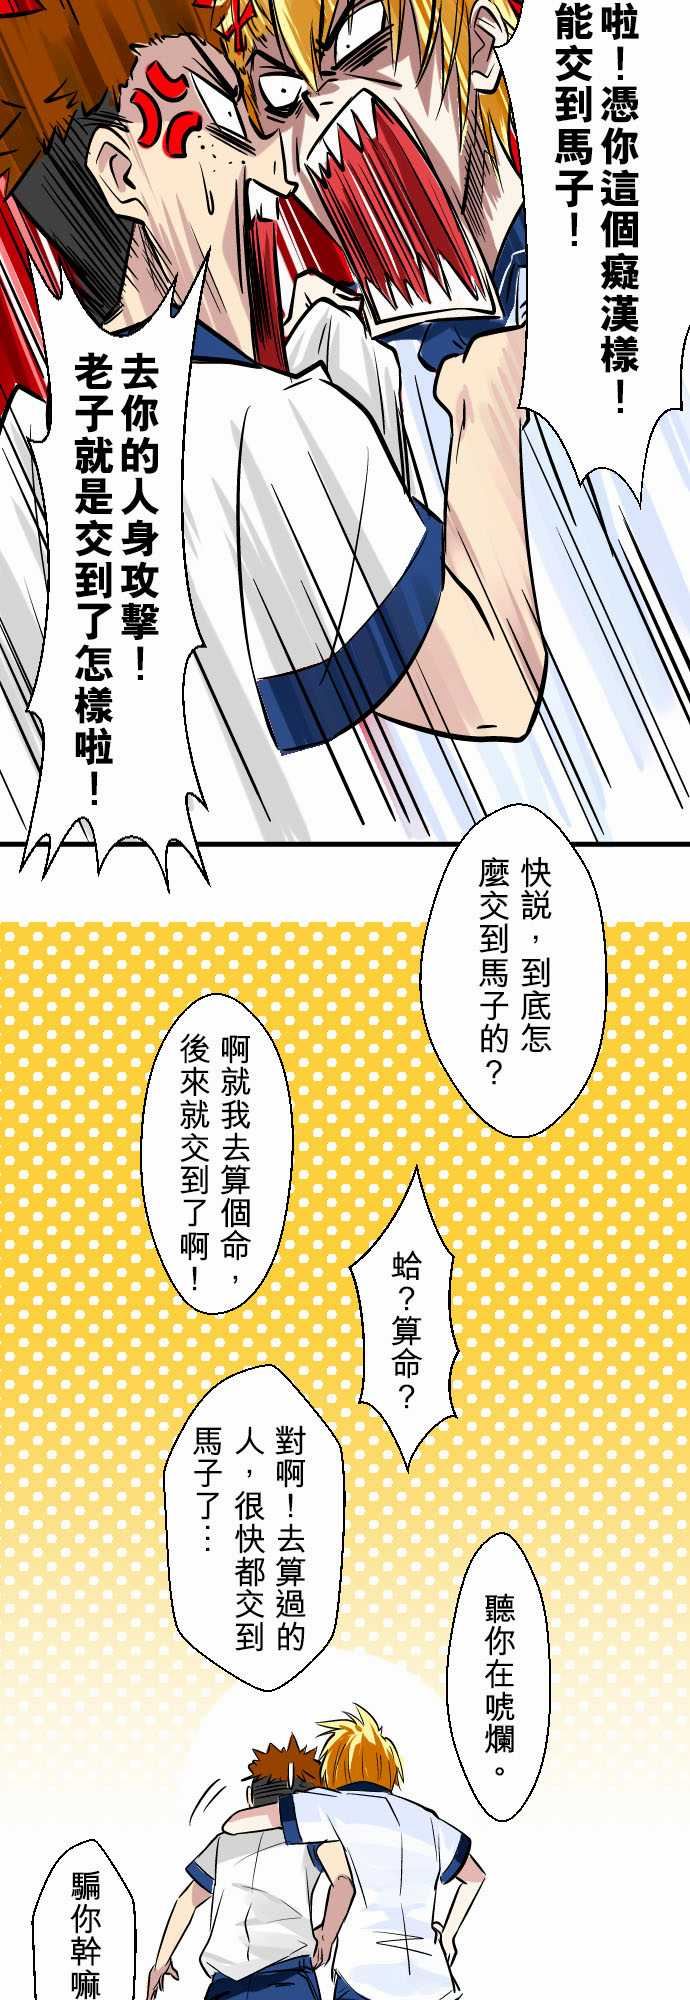 啦！憑你這個癡漢樣！
能交到馬子！
去你的人身攻擊！
老子就是交到了怎樣啦！
快説，到底怎
麼交到馬子的？
啊就我去算個命，
後來就交到了啊！
蛤？算命？
對啊！去算過的
人，很快都交到
馬子了…
聽你在唬爛。
騙你幹嘛